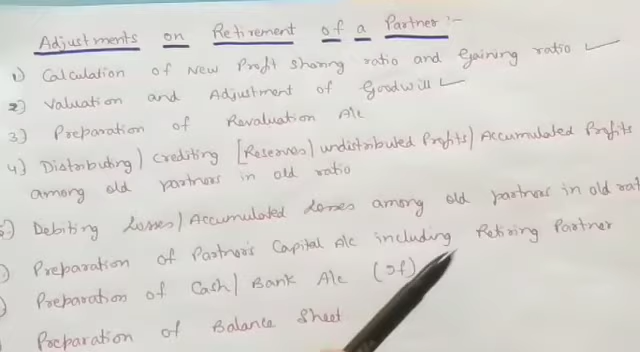 Adjustments on Retirement of a Partner :-
1) Calculation of New Profit sharing ratio and Gaining ratio
2) Valuation and Adjustment of Goodwill
3) Preparation of Revaluation A/c
4) Distributing / Crediting [Reserves / undistributed Profits / Accumulated Profits
among old partners in old ratio
5) Debiting Losses / Accumulated Losses among old partners in old rat
) Preparation of Partner's Capital A/c including Retiring Partner
) Preparation of Cash / Bank A/c (If)
Preparation of Balance Sheet